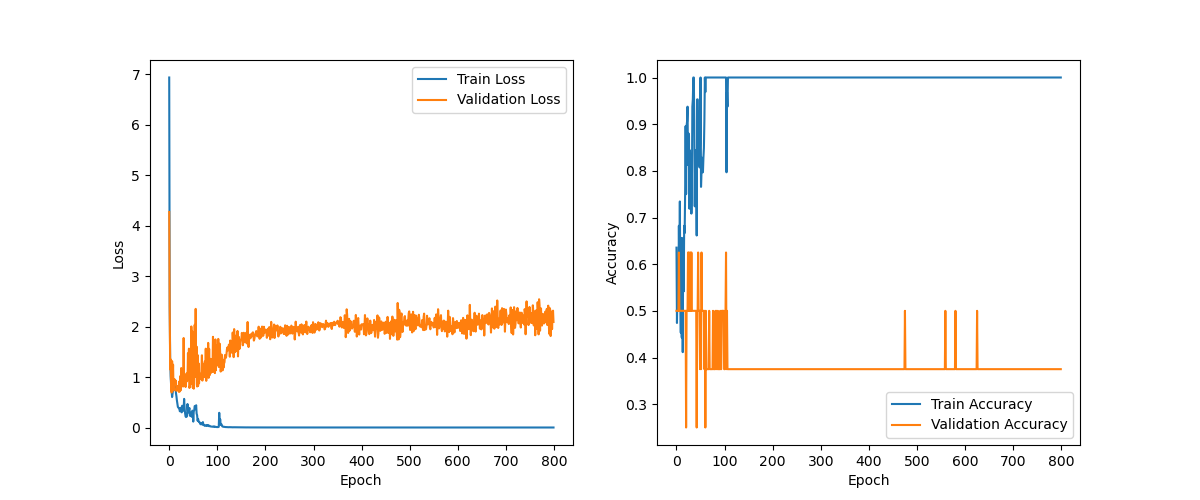 7
6
5
4
3
2
1
0
Loss
0 100 200 300 400 500 600 700 800
Epoch
Train Loss
Validation Loss
1.0
0.9
0.8
0.7
0.6
0.5
0.4
0.3
Accuracy
0 100 200 300 400 500 600 700 800
Epoch
Train Accuracy
Validation Accuracy